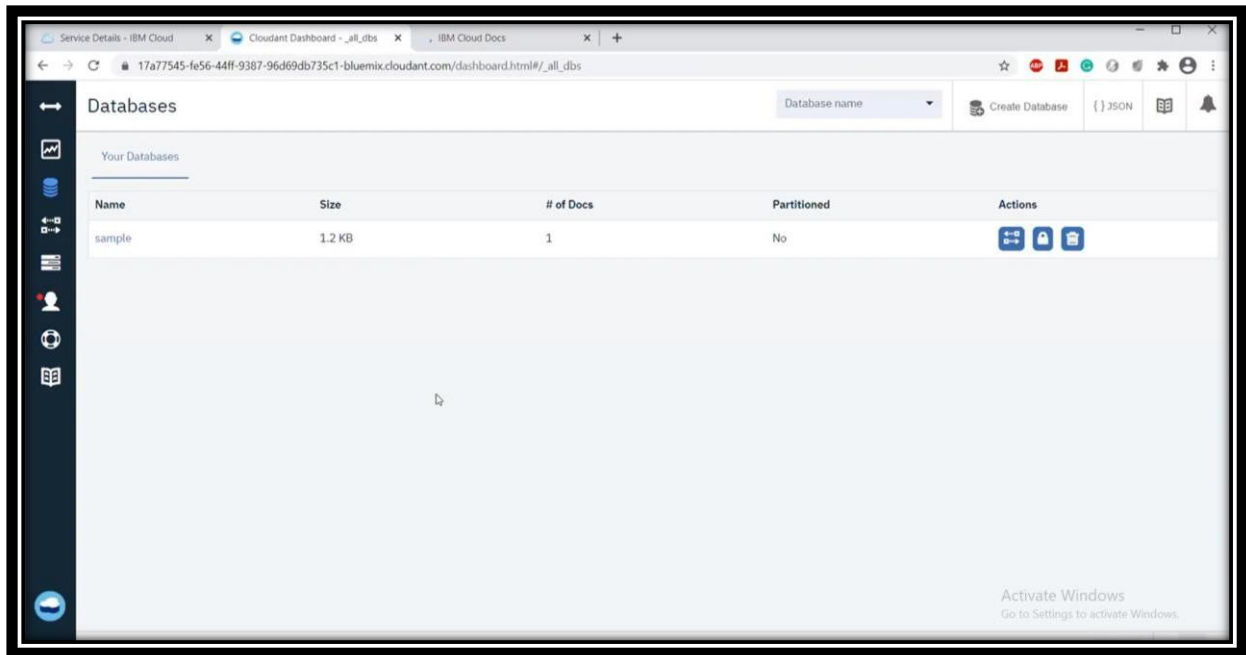 Service Details - IBM Cloud
Cloudant Dashboard - _all_dbs
IBM Cloud Docs
17a77545-fe56-44ff-9387-96d69db735c1-bluemix.cloudant.com/dashboard.html#/_all_dbs
ABP
Databases
Database name
Create Database
{ } JSON
Your Databases
Name Size # of Docs Partitioned Actions
sample 1.2 KB 1 No
Activate Windows
Go to Settings to activate Windows.